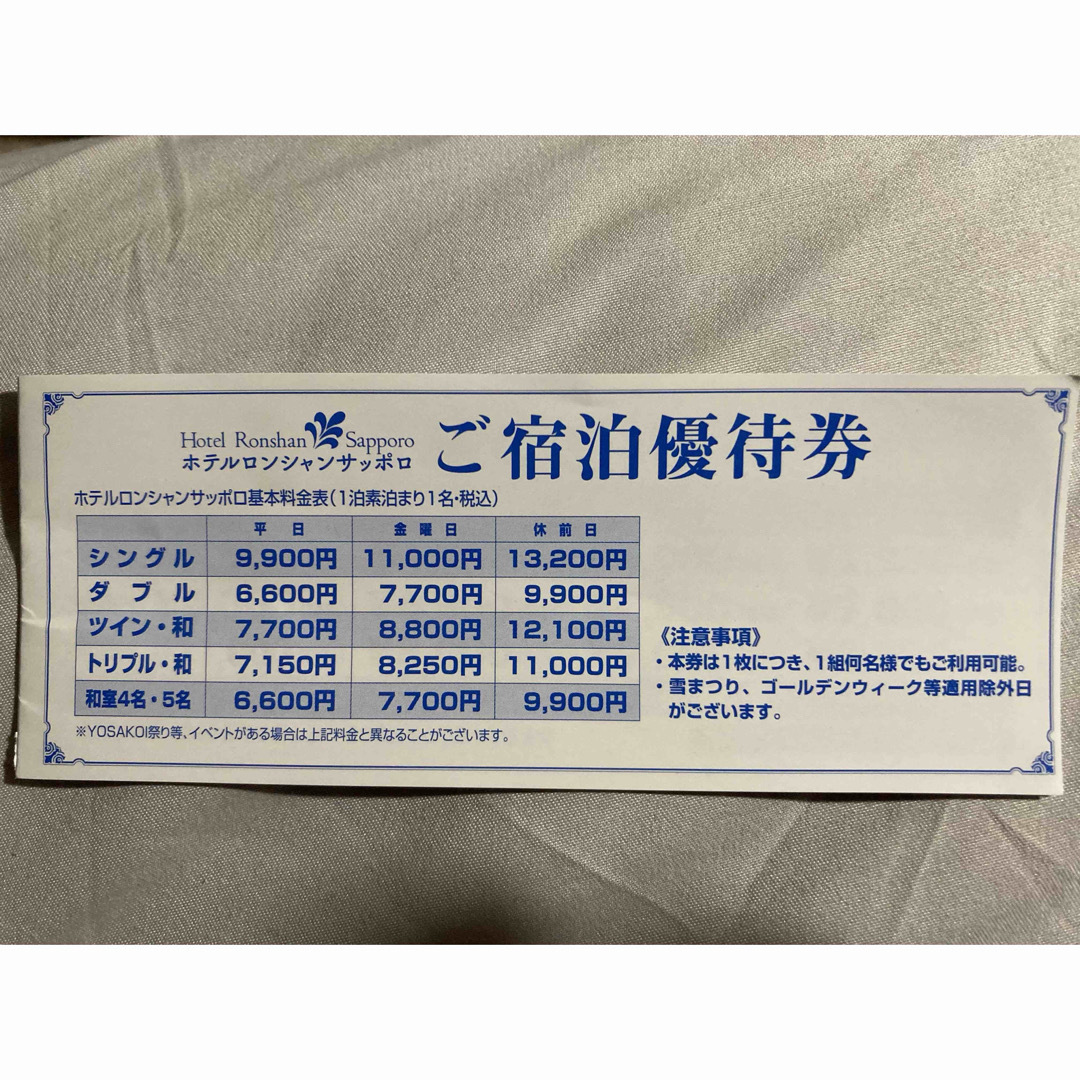 Hotel Ronshan Sapporo
ホテルロンシャンサッポロ
ご宿泊優待券
ホテルロンシャンサッポロ基本料金表(1泊素泊まり1名・税込)
平日 金曜日 休前日
シングル 9,900円 11,000円 13,200円
ダブル 6,600円 7,700円 9,900円
ツイン・和 7,700円 8,800円 12,100円
トリプル・和 7,150円 8,250円 11,000円
和室4名・5名 6,600円 7,700円 9,900円
※YOSAKOI祭り等、イベントがある場合は上記料金と異なることがございます。
《注意事項》
・本券は1枚につき、1組何名様でもご利用可能。
・雪まつり、ゴールデンウィーク等適用除外日
がございます。